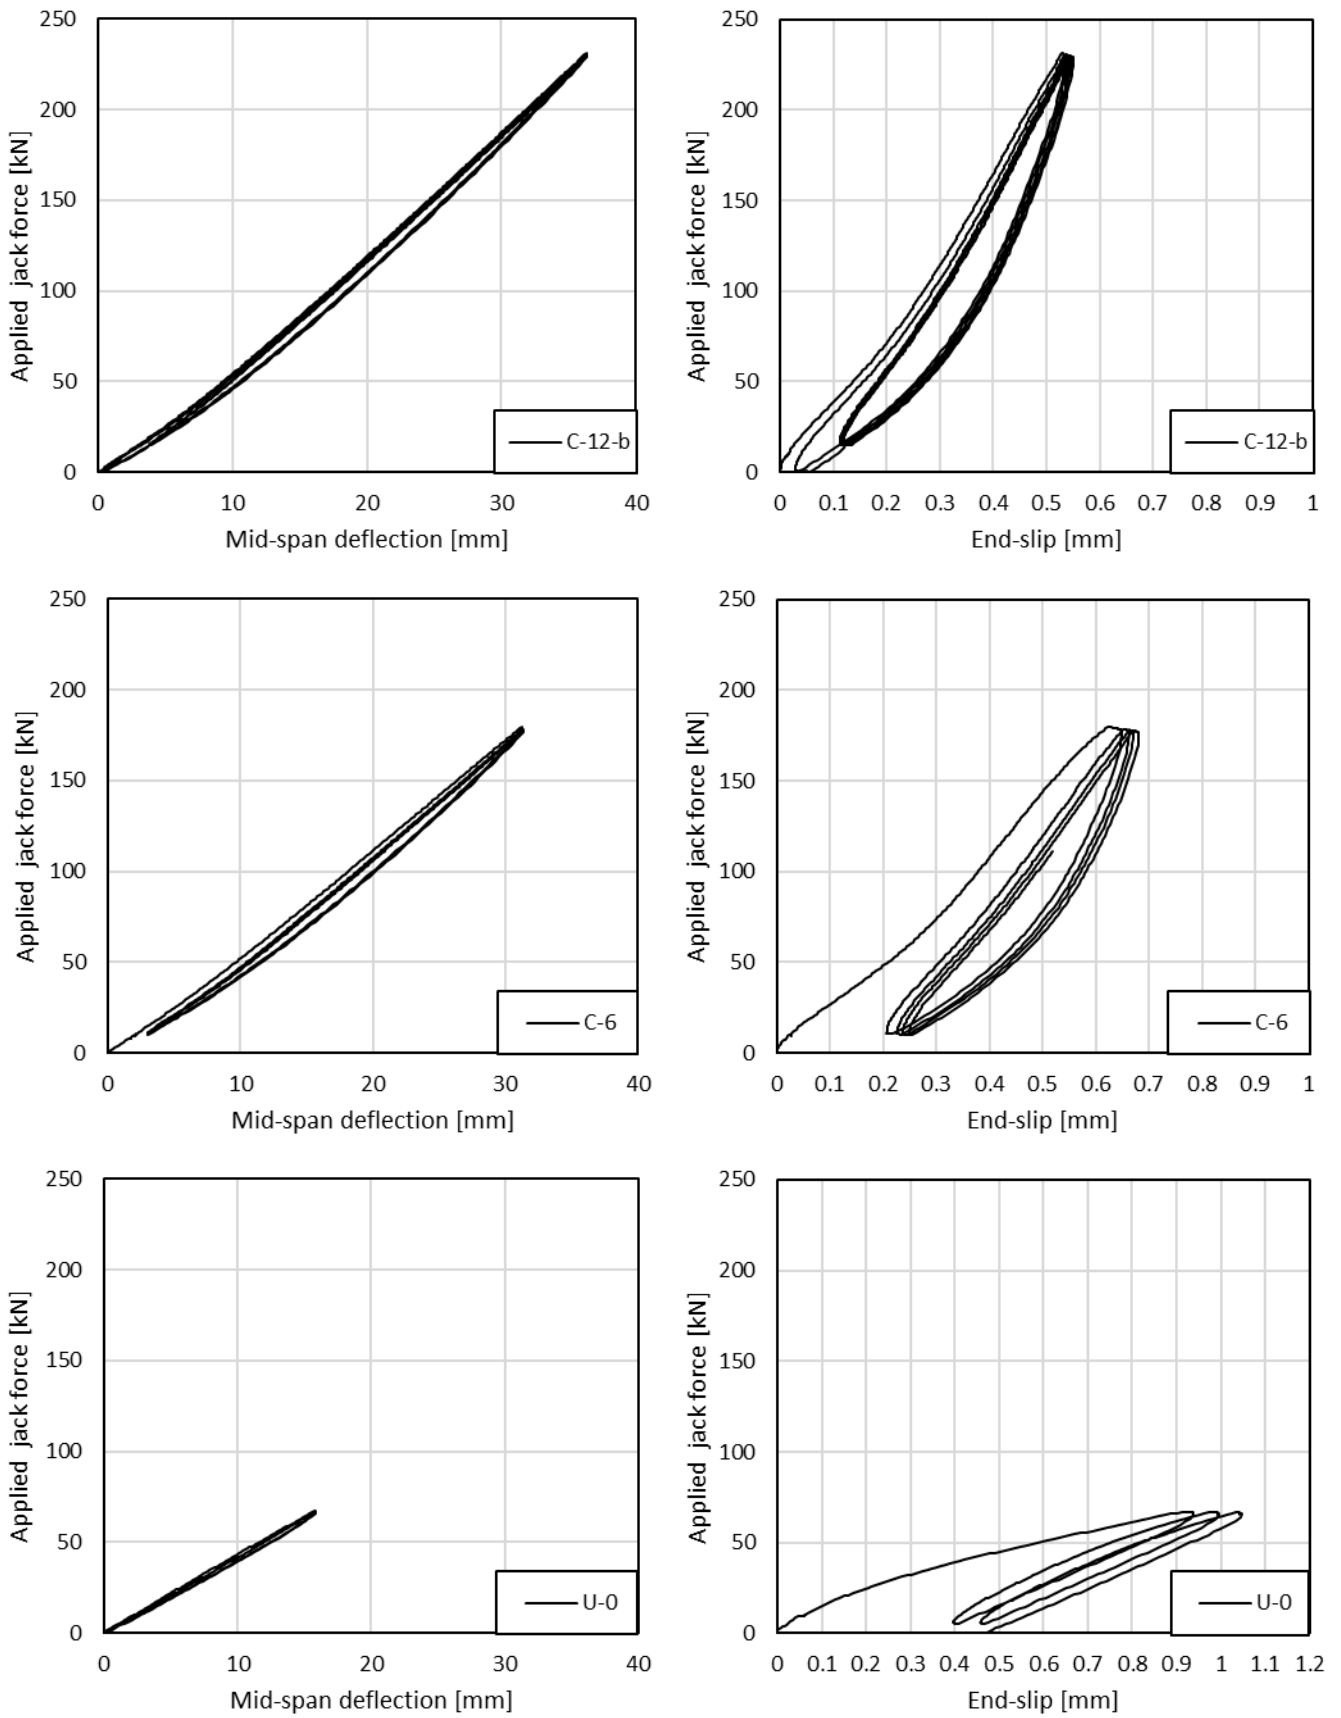 250
200
150
100
50
0
Applied jack force [kN]
C-12-b
0 10 20 30 40
Mid-span deflection [mm]
250
200
150
100
50
0
Applied jack force [kN]
C-12-b
0 0.1 0.2 0.3 0.4 0.5 0.6 0.7 0.8 0.9 1
End-slip [mm]
250
200
150
100
50
0
Applied jack force [kN]
C-6
0 10 20 30 40
Mid-span deflection [mm]
250
200
150
100
50
0
Applied jack force [kN]
C-6
0 0.1 0.2 0.3 0.4 0.5 0.6 0.7 0.8 0.9 1
End-slip [mm]
250
200
150
100
50
0
Applied jack force [kN]
U-0
0 10 20 30 40
Mid-span deflection [mm]
250
200
150
100
50
0
Applied jack force [kN]
U-0
0 0.1 0.2 0.3 0.4 0.5 0.6 0.7 0.8 0.9 1 1.1 1.2
End-slip [mm]